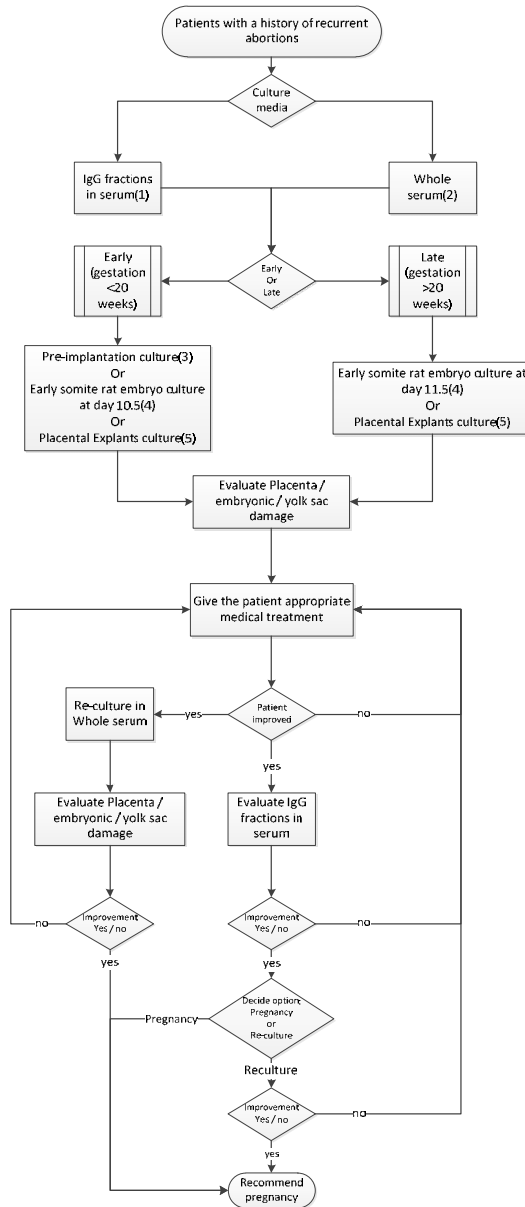 Patients with a history of recurrent
abortions
Culture
media
IgG fractions
in serum(1)
Whole
serum(2)
Early
(gestation
<20
weeks)
Early
Or
Late
Late
(gestation
>20
weeks)
Pre-implantation culture(3)
Or
Early somite rat embryo culture
at day 10.5(4)
Or
Placental Explants culture(5)
Early somite rat embryo culture at
day 11.5(4)
Or
Placental Explants culture(5)
Evaluate Placenta /
embryonic / yolk sac
damage
Give the patient appropriate
medical treatment
Re-culture in
Whole serum
yes
Patient
improved
no
yes
Evaluate Placenta /
embryonic / yolk sac
damage
Evaluate IgG
fractions in
serum
no
Improvement
Yes / no
Improvement
Yes / no
no
yes
yes
Pregnancy
Decide option:
Pregnancy
or
Re-culture
Reculture
Improvement
Yes / no
no
yes
Recommend
pregnancy